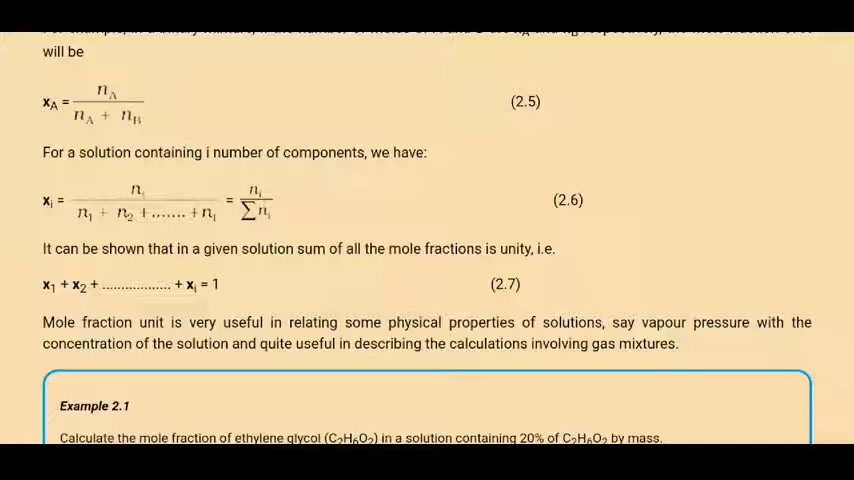 will be
xA = nA / nA + nB (2.5)
For a solution containing i number of components, we have:
xi = ni / n1 + n2 +.......+ni = ni / ∑ni (2.6)
It can be shown that in a given solution sum of all the mole fractions is unity, i.e.
x1 + x2 + .................. + xi = 1 (2.7)
Mole fraction unit is very useful in relating some physical properties of solutions, say vapour pressure with the
concentration of the solution and quite useful in describing the calculations involving gas mixtures.
Example 2.1
Calculate the mole fraction of ethylene glycol (C2H6O2) in a solution containing 20% of C2H6O2 by mass.